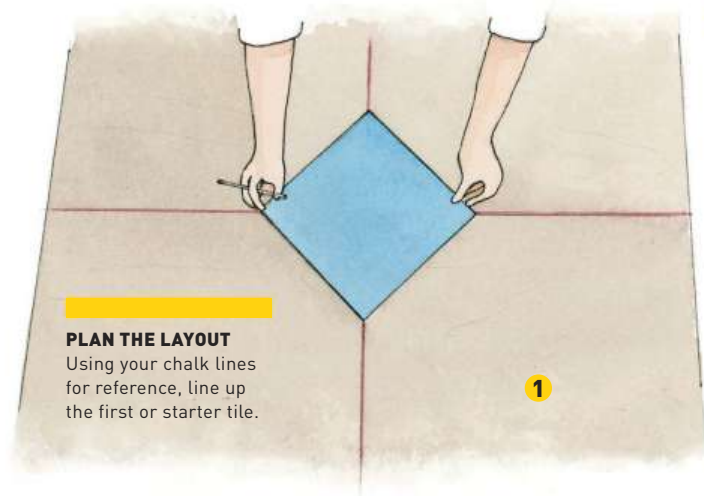 PLAN THE LAYOUT
Using your chalk lines
for reference, line up
the first or starter tile.
1